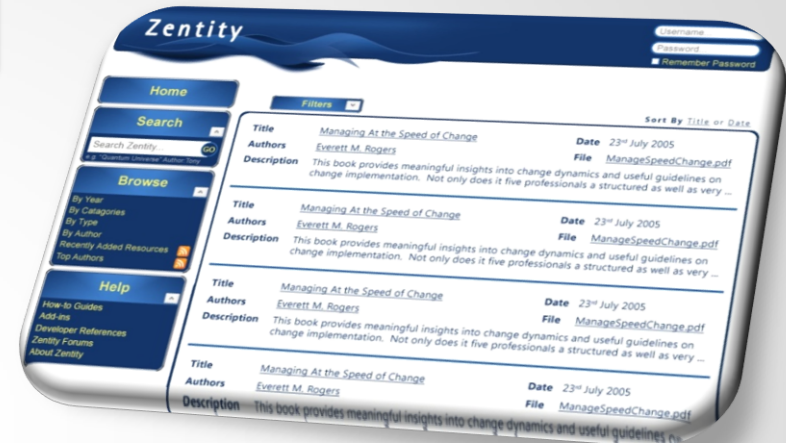 Zentity
Username
Password
Remember Password
Home
Search
Search Zentity...
GO
e.g. "Quantum Universe" Author:Tony
Browse
By Year
By Catagories
By Type
By Author
Recently Added Resources
Top Authors
Help
How-to Guides
Add-ins
Developer References
Zentity Forums
About Zentity
Filters
Sort By Title or Date
Title Managing At the Speed of Change Date 23rd July 2005
Authors Everett M. Rogers File ManageSpeedChange.pdf
Description This book provides meaningful insights into change dynamics and useful guidelines on
change implementation. Not only does it five professionals a structured as well as very ...
Title Managing At the Speed of Change Date 23rd July 2005
Authors Everett M. Rogers File ManageSpeedChange.pdf
Description This book provides meaningful insights into change dynamics and useful guidelines on
change implementation. Not only does it five professionals a structured as well as very ...
Title Managing At the Speed of Change Date 23rd July 2005
Authors Everett M. Rogers File ManageSpeedChange.pdf
Description This book provides meaningful insights into change dynamics and useful guidelines on
change implementation. Not only does it five professionals a structured as well as very ...
Title Managing At the Speed of Change Date 23rd July 2005
Authors Everett M. Rogers File ManageSpeedChange.pdf
Description This book provides meaningful insights into change dynamics and useful guidelines